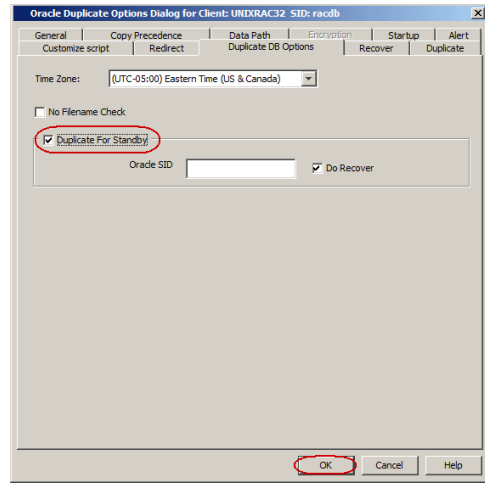 Oracle Duplicate Options Dialog for Client: UNIXRAC32 SID: racdb
General Copy Precedence Data Path Encryption Startup Alert
Customize script Redirect Duplicate DB Options Recover Duplicate
Time Zone: (UTC-05:00) Eastern Time (US & Canada)
No Filename Check
Duplicate For Standby
Oracle SID Do Recover
OK Cancel Help